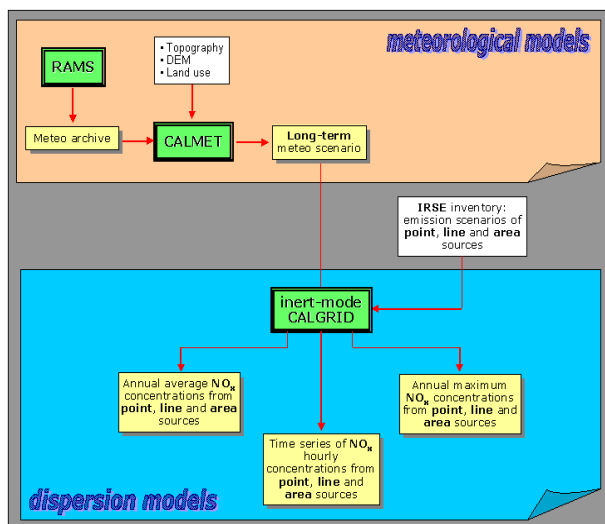 meteorological models
RAMS
▪ Topography
▪ DEM
▪ Land use
Meteo archive
CALMET
Long-term
meteo scenario
IRSE inventory:
emission scenarios of
point, line and area
sources
inert-mode
CALGRID
Annual average NOx
concentrations from
point, line and area
sources
Time series of NOx
hourly
concentrations from
point, line and
area sources
Annual maximum
NOx concentrations
from point, line and
area sources
dispersion models